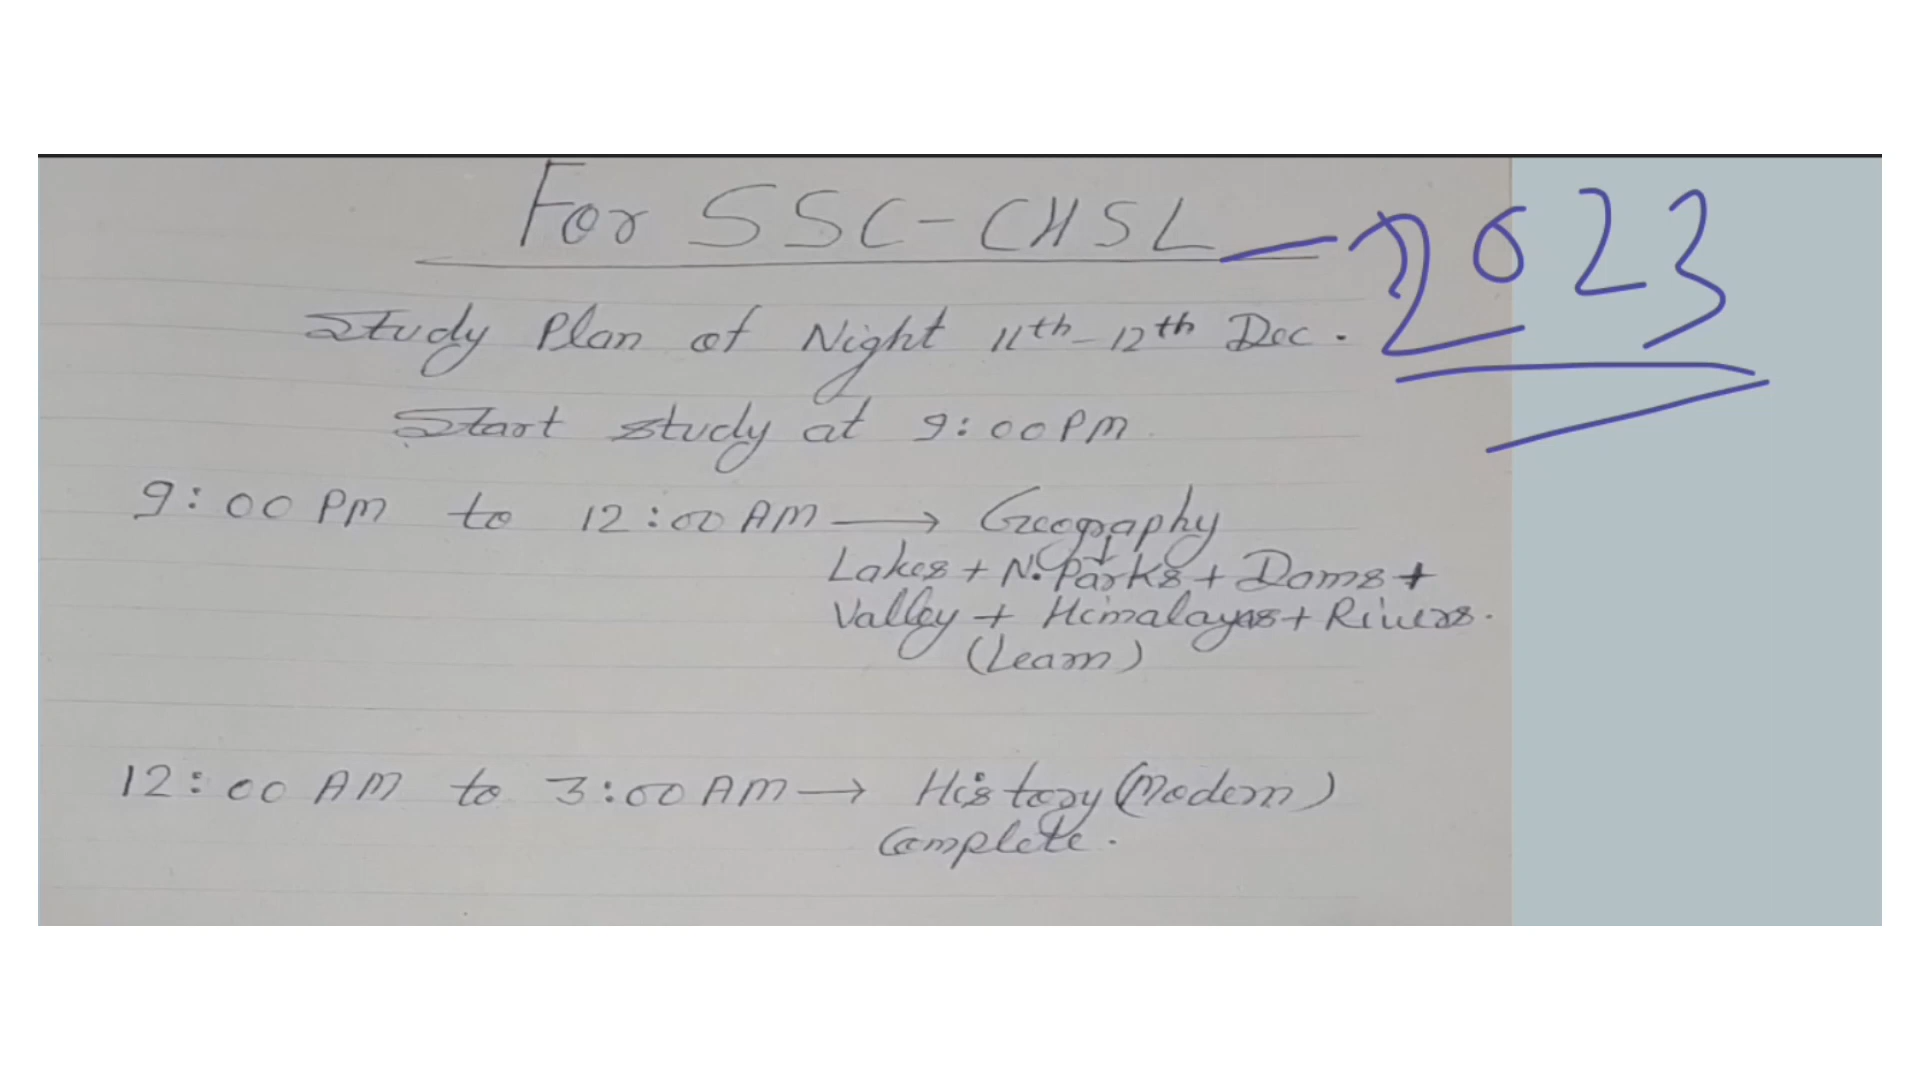 For SSC-CHSL - 2023
Study Plan of Night 11th-12th Dec.
Start study at 9:00PM
9:00 Pm to 12:00 AM → Geography
Lakes + N. Parks + Dams +
Valley + Himalayas + Rivers.
(Learn)
12:00 AM to 3:00 AM → History (Modern)
Complete.